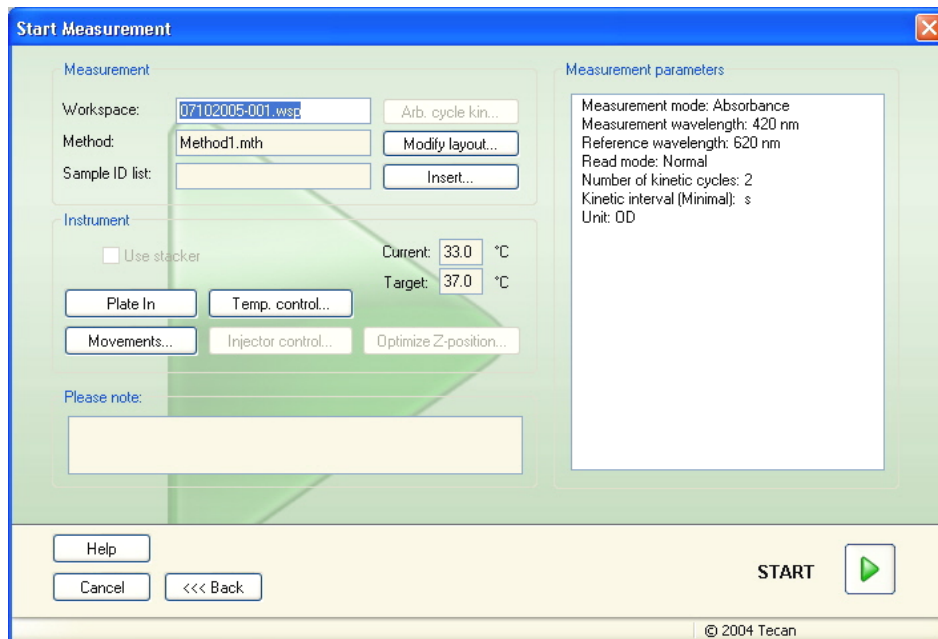 Start Measurement
Measurement
Workspace: 07102005-001.wsp Arb. cycle kin...
Method: Method1.mth Modify layout...
Sample ID list: Insert...
Instrument
Use stacker
Current: 33.0 °C
Target: 37.0 °C
Plate In Temp. control...
Movements... Injector control... Optimize Z-position...
Please note:
Measurement parameters
Measurement mode: Absorbance
Measurement wavelength: 420 nm
Reference wavelength: 620 nm
Read mode: Normal
Number of kinetic cycles: 2
Kinetic interval (Minimal): s
Unit: OD
Help
Cancel <<< Back
START
© 2004 Tecan